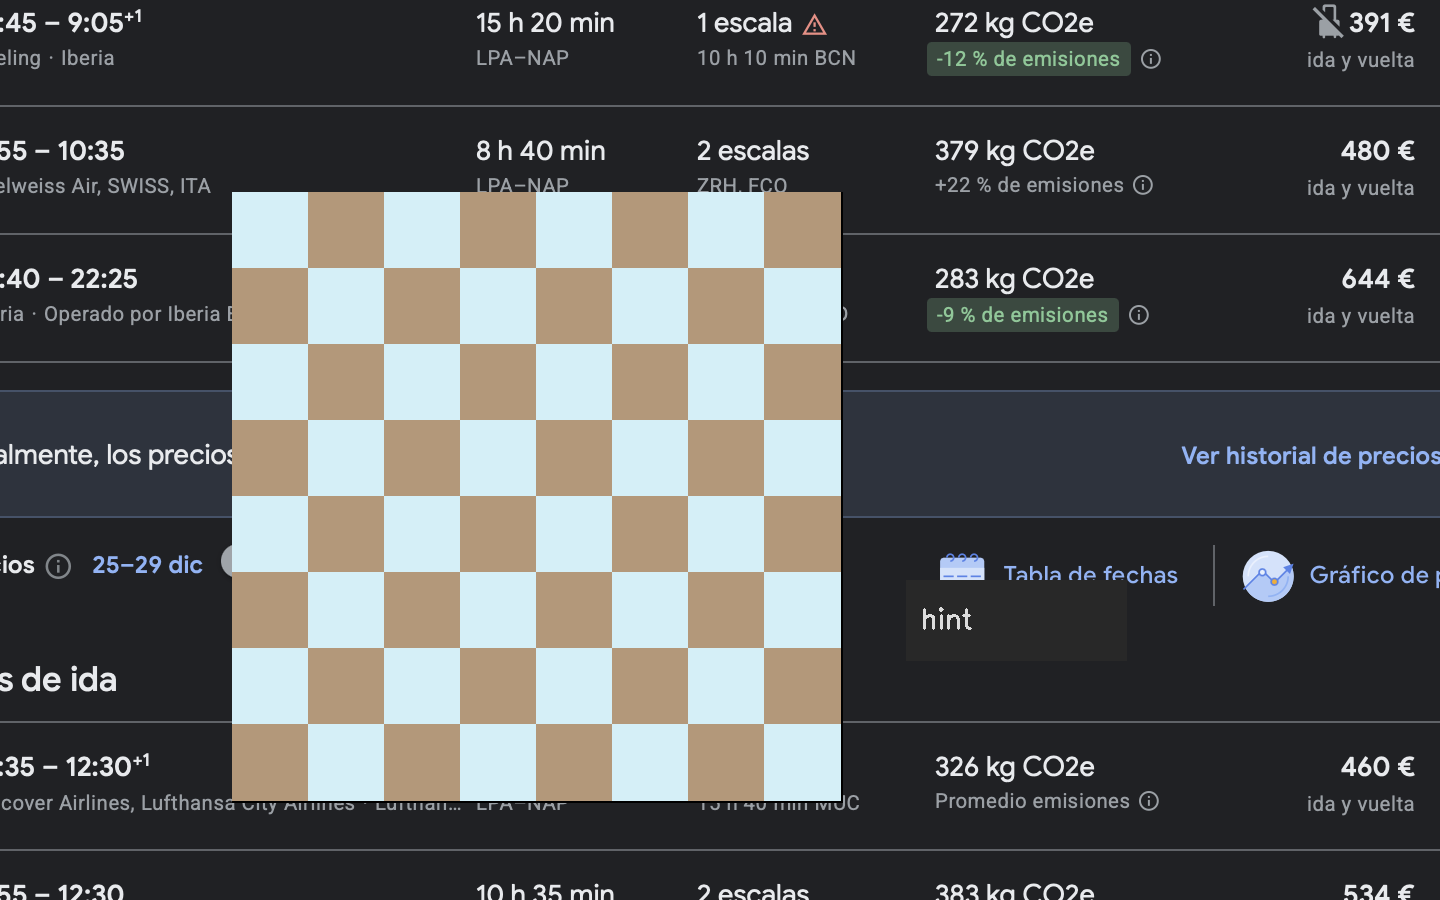 :45 – 9:05+1
15 h 20 min
1 escala
272 kg CO2e
391 €
eling · Iberia
LPA–NAP
10 h 10 min BCN
-12 % de emisiones
ida y vuelta
55 – 10:35
8 h 40 min
2 escalas
379 kg CO2e
480 €
elweiss Air, SWISS, ITA
LPA–NAP
ZRH, FCO
+22 % de emisiones
ida y vuelta
:40 – 22:25
283 kg CO2e
644 €
ria · Operado por Iberia
-9 % de emisiones
ida y vuelta
almente, los precios
Ver historial de precios
cios
25–29 dic
Tabla de fechas
Gráfico de
hint
s de ida
:35 – 12:30+1
326 kg CO2e
460 €
cover Airlines, Lufthansa City Airlines · Lufthan...
LPA–NAP
13 h 40 min MUC
Promedio emisiones
ida y vuelta
55 – 12:30
10 h 35 min
2 escalas
383 kg CO2e
534 €